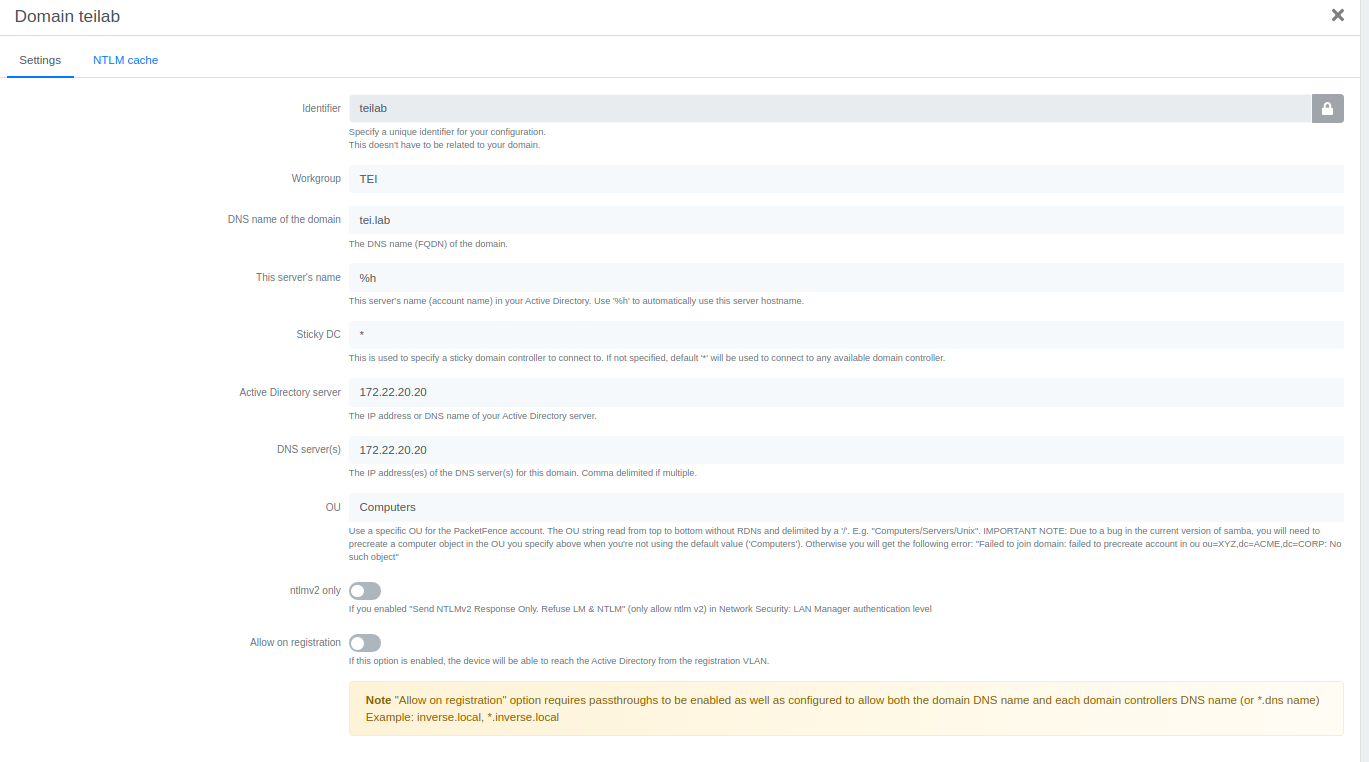 Domain teilab
Settings
NTLM cache
Identifier
teilab
Specify a unique identifier for your configuration.
This doesn't have to be related to your domain.
Workgroup
TEI
DNS name of the domain
tei.lab
The DNS name (FQDN) of the domain.
This server's name
%h
This server's name (account name) in your Active Directory. Use '%h' to automatically use this server hostname.
Sticky DC
*
This is used to specify a sticky domain controller to connect to. If not specified, default '*' will be used to connect to any available domain controller.
Active Directory server
172.22.20.20
The IP address or DNS name of your Active Directory server.
DNS server(s)
172.22.20.20
The IP address(es) of the DNS server(s) for this domain. Comma delimited if multiple.
OU
Computers
Use a specific OU for the PacketFence account. The OU string read from top to bottom without RDNs and delimited by a '/'. E.g. "Computers/Servers/Unix". IMPORTANT NOTE: Due to a bug in the current version of samba, you will need to
precreate a computer object in the OU you specify above when you're not using the default value ('Computers'). Otherwise you will get the following error: "Failed to join domain: failed to precreate account in ou ou=XYZ,dc=ACME,dc=CORP: No
such object"
ntlmv2 only
If you enabled "Send NTLMv2 Response Only. Refuse LM & NTLM" (only allow ntlm v2) in Network Security: LAN Manager authentication level
Allow on registration
If this option is enabled, the device will be able to reach the Active Directory from the registration VLAN.
Note "Allow on registration" option requires passthroughs to be enabled as well as configured to allow both the domain DNS name and each domain controllers DNS name (or *.dns name)
Example: inverse.local, *.inverse.local